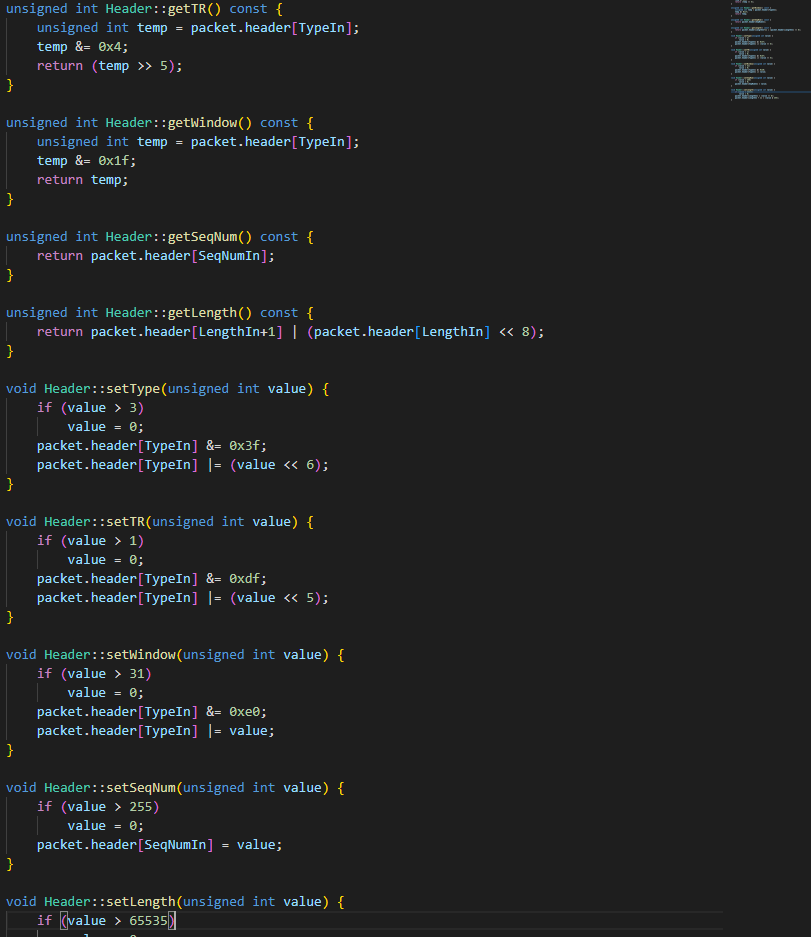 unsigned int Header::getTR() const {
    unsigned int temp = packet.header[TypeIn];
    temp &= 0x4;
    return (temp >> 5);
}

unsigned int Header::getWindow() const {
    unsigned int temp = packet.header[TypeIn];
    temp &= 0x1f;
    return temp;
}

unsigned int Header::getSeqNum() const {
    return packet.header[SeqNumIn];
}

unsigned int Header::getLength() const {
    return packet.header[LengthIn+1] | (packet.header[LengthIn] << 8);
}

void Header::setType(unsigned int value) {
    if (value > 3)
        value = 0;
    packet.header[TypeIn] &= 0x3f;
    packet.header[TypeIn] |= (value << 6);
}

void Header::setTR(unsigned int value) {
    if (value > 1)
        value = 0;
    packet.header[TypeIn] &= 0xdf;
    packet.header[TypeIn] |= (value << 5);
}

void Header::setWindow(unsigned int value) {
    if (value > 31)
        value = 0;
    packet.header[TypeIn] &= 0xe0;
    packet.header[TypeIn] |= value;
}

void Header::setSeqNum(unsigned int value) {
    if (value > 255)
        value = 0;
    packet.header[SeqNumIn] = value;
}

void Header::setLength(unsigned int value) {
    if (value > 65535)